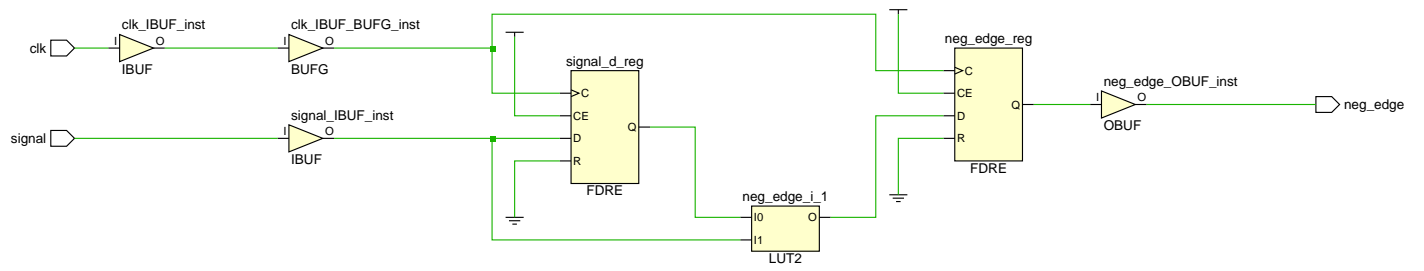 clk
clk_IBUF_inst
I
O
IBUF
clk_IBUF_BUFG_inst
I
O
BUFG
signal
signal_IBUF_inst
I
O
IBUF
signal_d_reg
C
CE
D
R
Q
FDRE
neg_edge_i_1
I0
I1
O
LUT2
neg_edge_reg
C
CE
D
R
Q
FDRE
neg_edge_OBUF_inst
I
O
OBUF
neg_edge